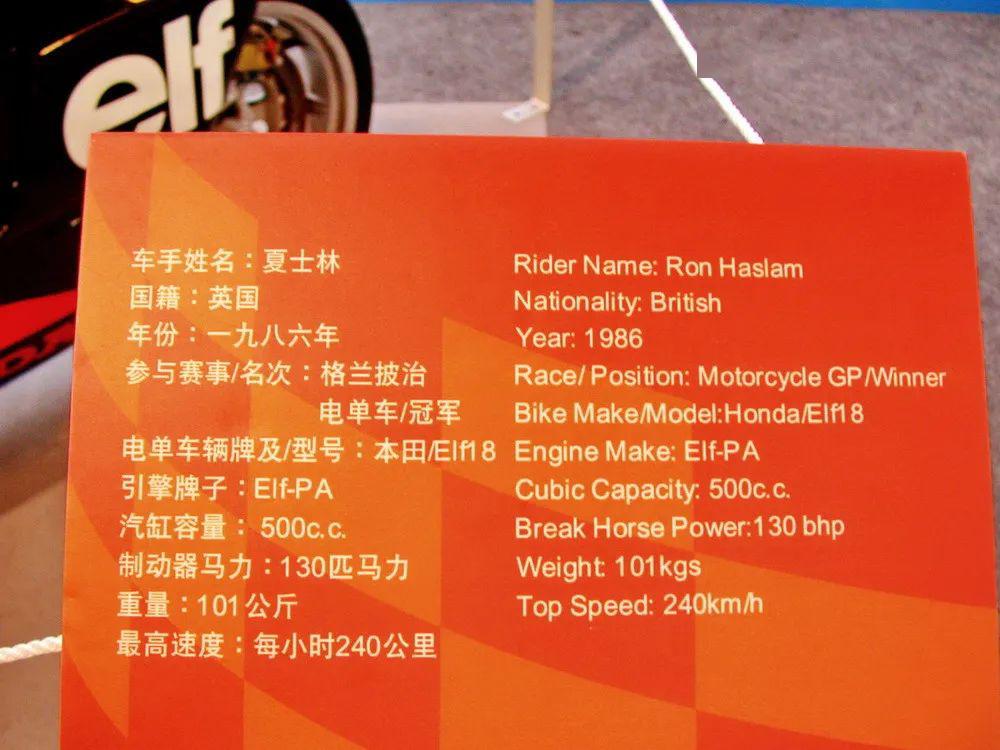 elf
车手姓名：夏士林
国籍：英国
年份：一九八六年
参与赛事/名次：格兰披治
电单车/冠军
电单车辆牌及/型号：本田/Elf18
引擎牌子：Elf-PA
汽缸容量： 500c.c.
制动器马力：130匹马力
重量：101公斤
最高速度：每小时240公里
Rider Name: Ron Haslam
Nationality: British
Year: 1986
Race/ Position: Motorcycle GP/Winner
Bike Make/Model:Honda/Elf18
Engine Make: Elf-PA
Cubic Capacity: 500c.c.
Break Horse Power:130 bhp
Weight: 101kgs
Top Speed: 240km/h